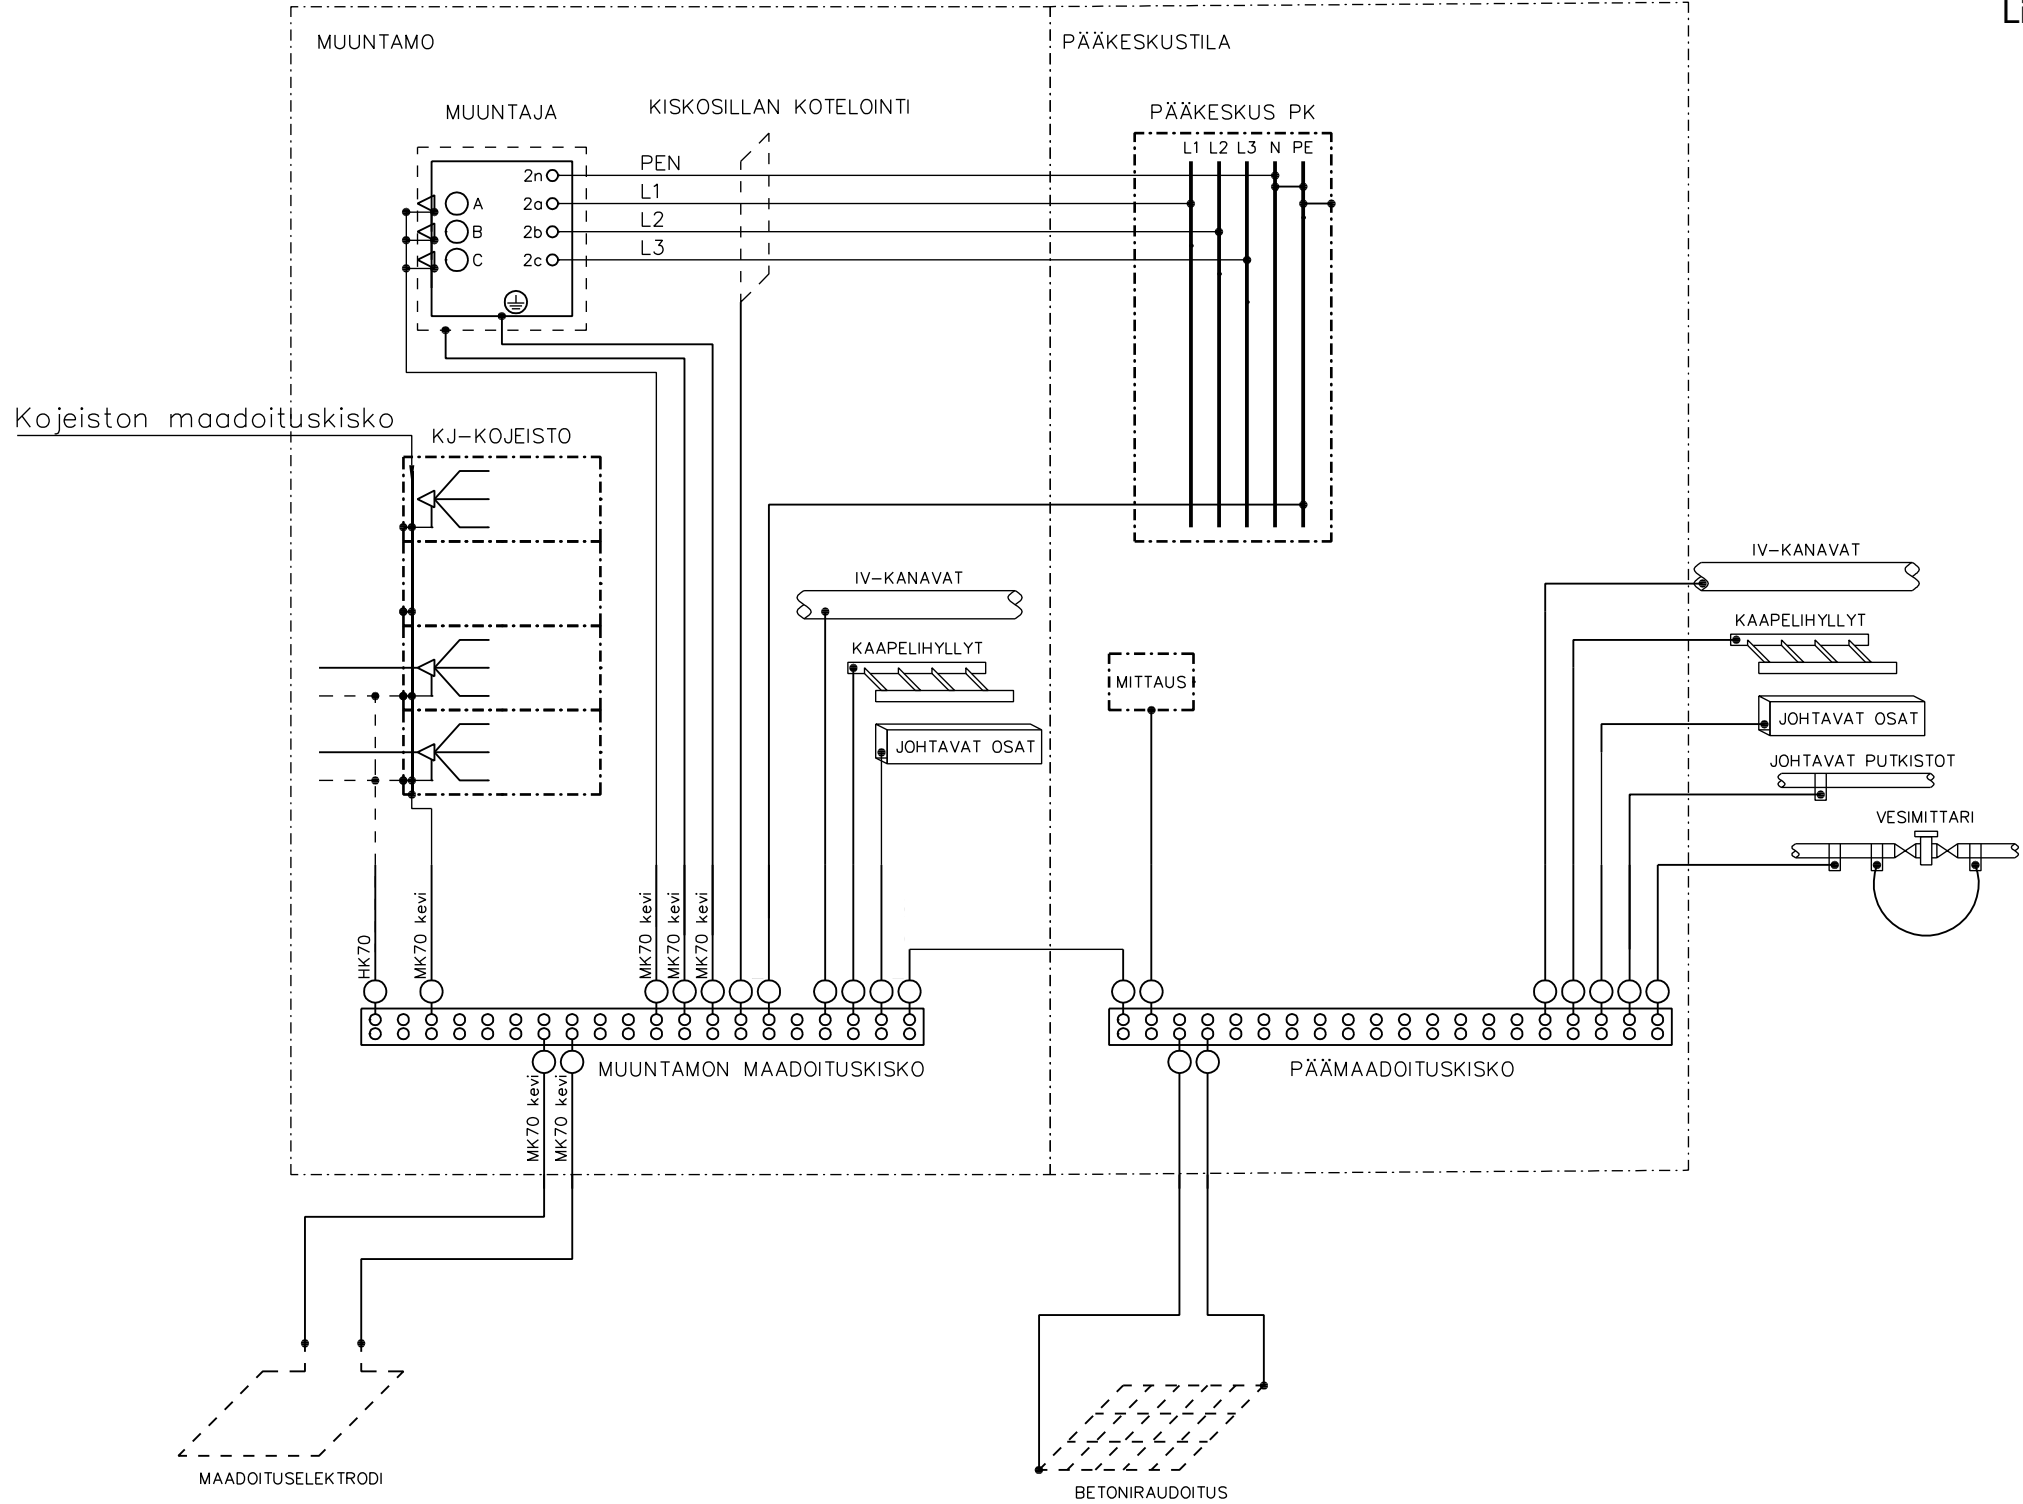 Li
MUUNTAMO
PÄÄKESKUSTILA
MUUNTAJA
KISKOSILLAN KOTELOINTI
PÄÄKESKUS PK
L1 L2 L3 N PE
PEN
L1
L2
L3
2n
2a
2b
2c
A
B
C
Kojeiston maadoituskisko
KJ-KOJEISTO
IV-KANAVAT
KAAPELIHYLLYT
JOHTAVAT OSAT
MITTAUS
IV-KANAVAT
KAAPELIHYLLYT
JOHTAVAT OSAT
JOHTAVAT PUTKISTOT
VESIMITTARI
HK70
MK70 kevi
MK70 kevi
MK70 kevi
MK70 kevi
MUUNTAMON MAADOITUSKISKO
PÄÄMAADOITUSKISKO
MK70 kevi
MK70 kevi
MAADOITUSELEKTRODI
BETONIRAUDOITUS